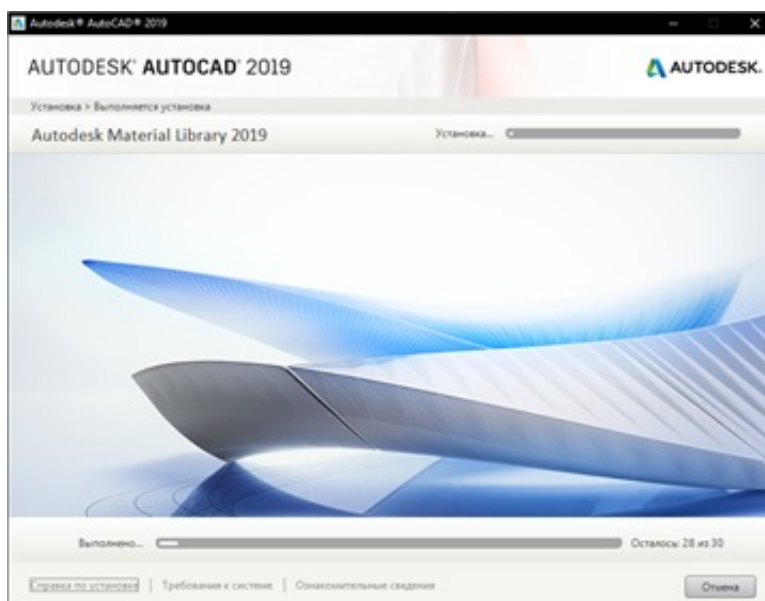 Autodesk® AutoCAD® 2019
AUTODESK® AUTOCAD® 2019
AUTODESK.
Установка > Выполняется установка
Autodesk Material Library 2019
Установка...
Выполнено...
Осталось: 28 из 30
Справка по установке | Требования к системе | Ознакомительные сведения
Отмена